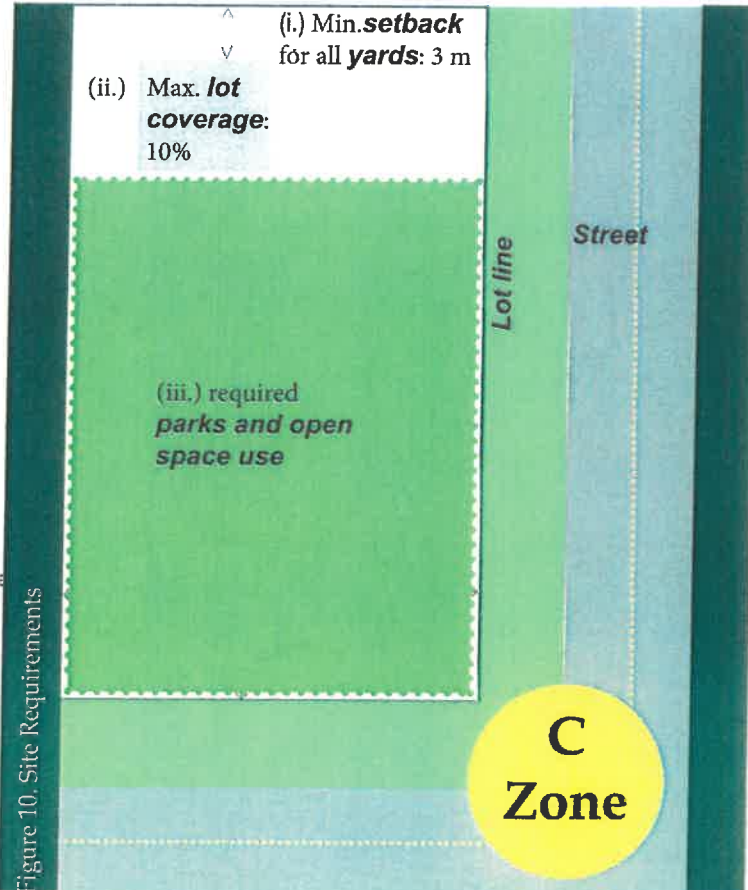 (i.) Min.setback
for all yards: 3 m
(ii.) Max. lot
coverage:
10%
Lot line
Street
(iii.) required
parks and open
space use
C
Zone
Figure 10. Site Requirements